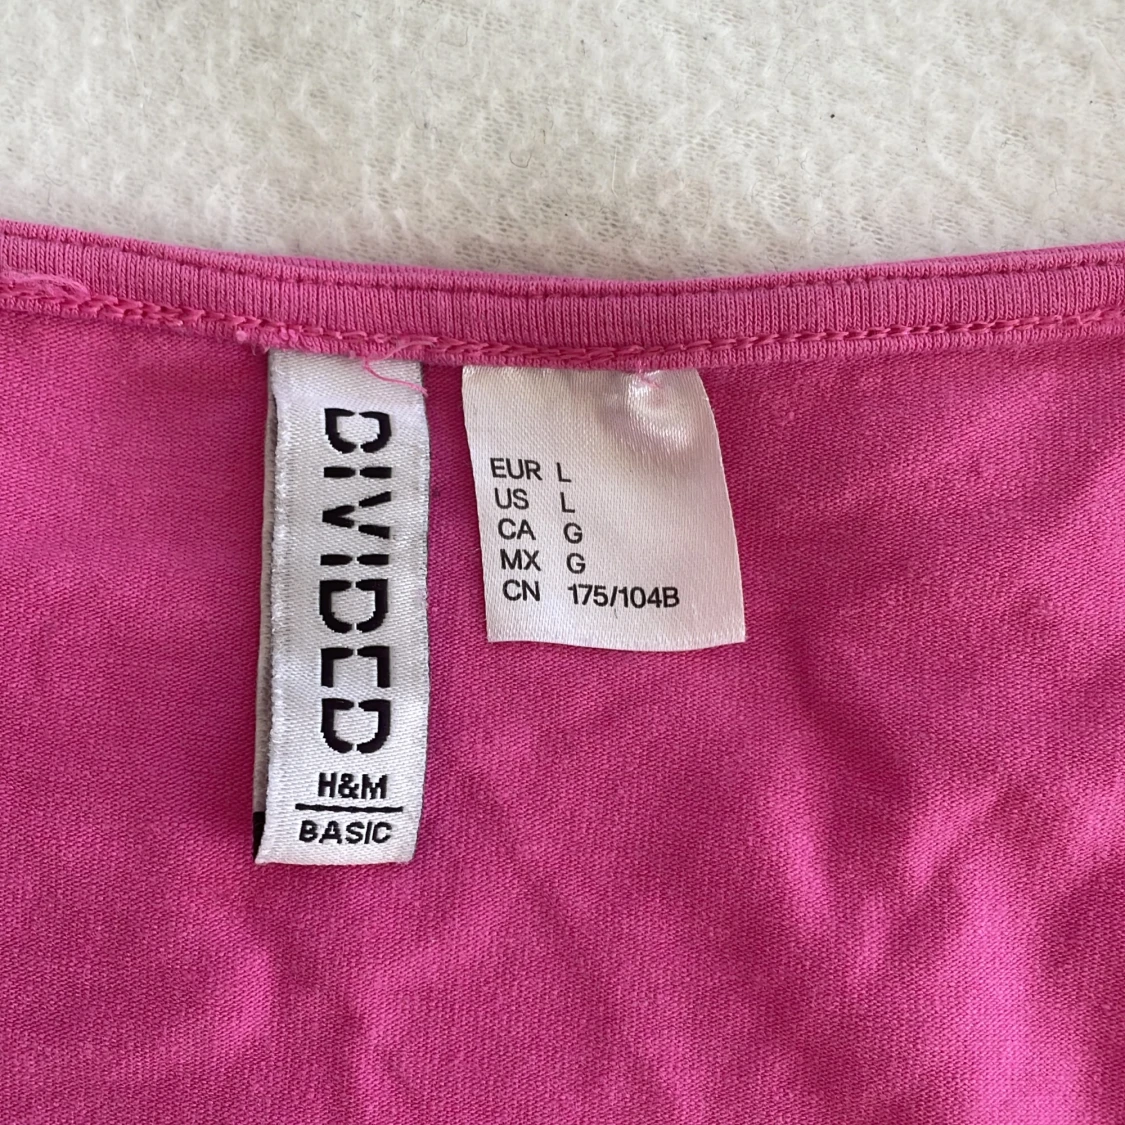 DIVIDED
H&M
BASIC
EUR L
US L
CA G
MX G
CN 175/104B